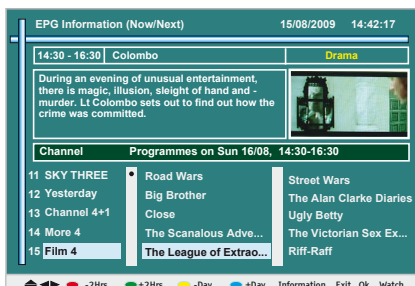 EPG Information (Now/Next) 15/08/2009 14:42:17
14:30 - 16:30 Colombo Drama
During an evening of unusual entertainment,
there is magic, illusion, sleight of hand and -
murder. Lt Colombo sets out to find out how the
crime was committed.
Channel Programmes on Sun 16/08, 14:30-16:30
11 SKY THREE • Road Wars Street Wars
12 Yesterday Big Brother The Alan Clarke Diaries
13 Channel 4+1 Close Ugly Betty
14 More 4 The Scanalous Adve... The Victorian Sex Ex...
15 Film 4 The League of Extrao... Riff-Raff
-2Hrs +2Hrs -Day +Day Information Exit Ok Watch